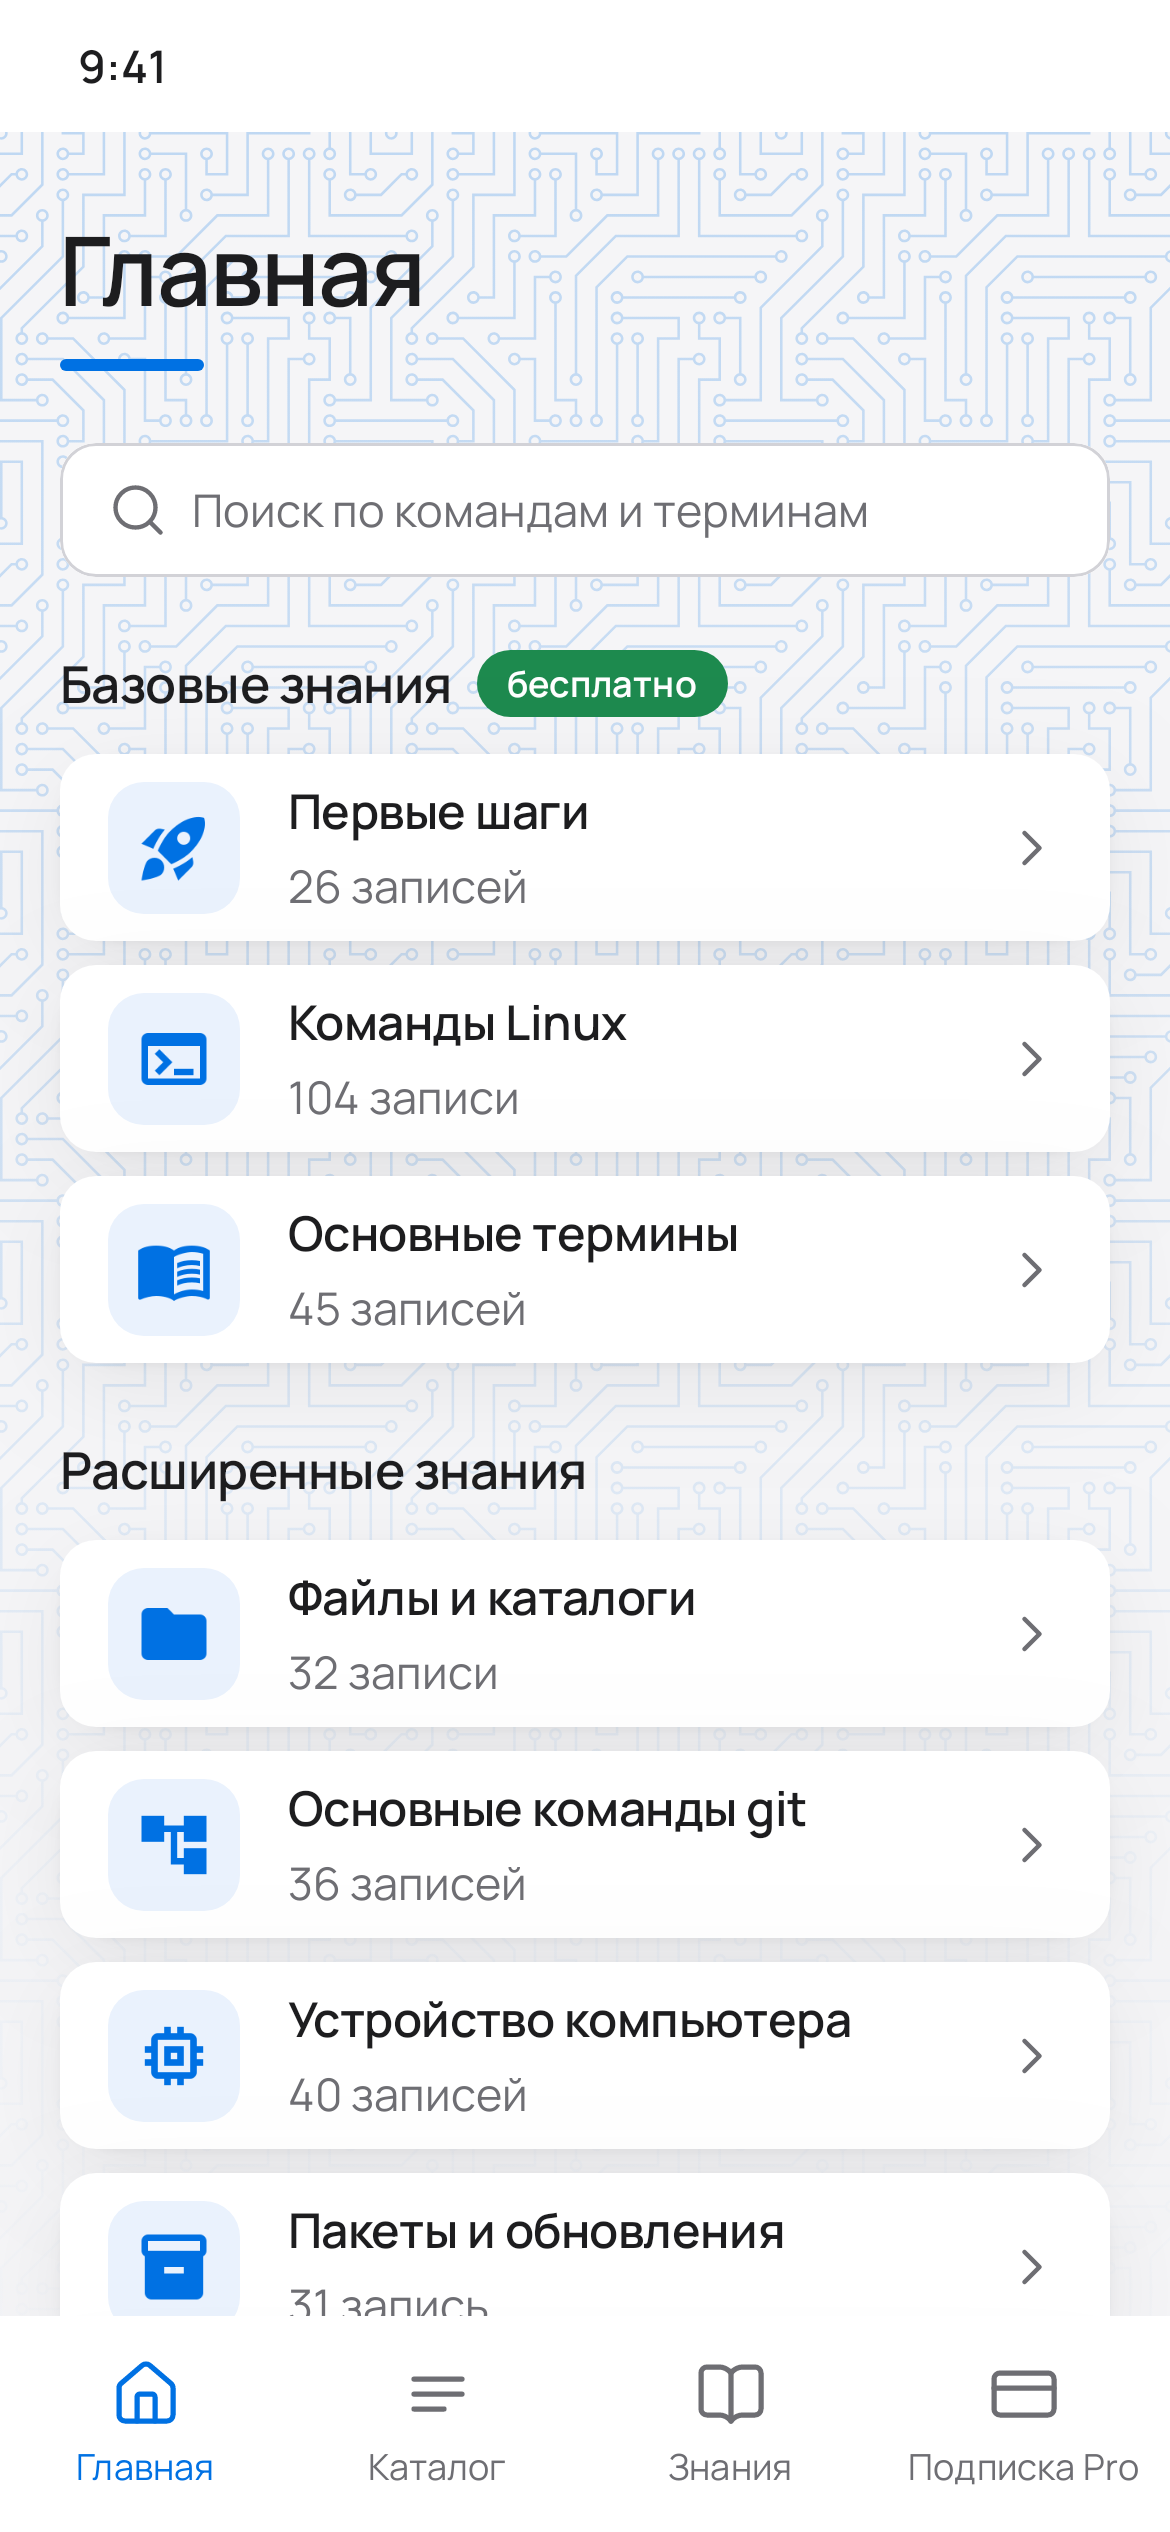 9:41
Главная
Поиск по командам и терминам
Базовые знания бесплатно
Первые шаги
26 записей
Команды Linux
104 записи
Основные термины
45 записей
Расширенные знания
Файлы и каталоги
32 записи
Основные команды git
36 записей
Устройство компьютера
40 записей
Пакеты и обновления
31 запись
Главная Каталог Знания Подписка Pro